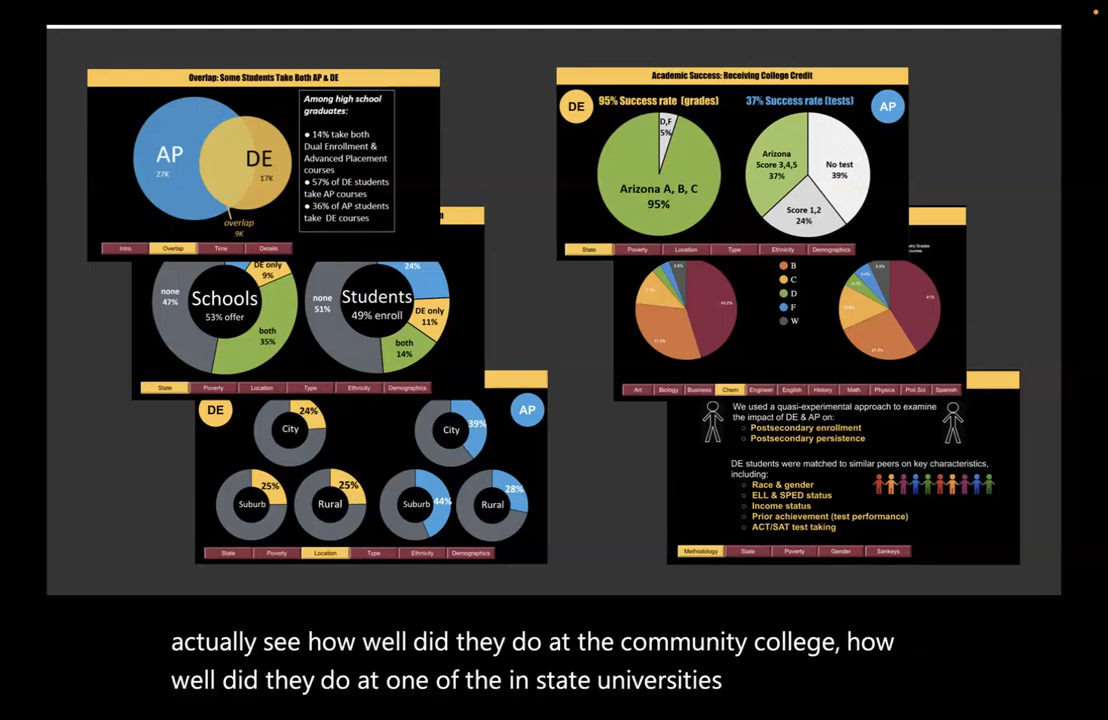 Overlap: Some Students Take Both AP & DE
AP
27K
DE
17K
overlap
9K
Among high school
graduates:
● 14% take both
Dual Enrollment &
Advanced Placement
courses
● 57% of DE students
take AP courses
● 36% of AP students
take DE courses
Intro
Overlap
Time
Details
none
47%
Schools
53% offer
DE only
9%
both
35%
none
51%
Students
49% enroll
24%
DE only
11%
both
14%
State
Poverty
Location
Type
Ethnicity
Demographics
DE
AP
City
24%
City
39%
Suburb
25%
Rural
25%
Suburb
44%
Rural
28%
State
Poverty
Location
Type
Ethnicity
Demographics
Academic Success: Receiving College Credit
DE
95% Success rate (grades)
37% Success rate (tests)
AP
D,F
5%
Arizona A, B, C
95%
Arizona
Score 3,4,5
37%
No test
39%
Score 1,2
24%
State
Poverty
Location
Type
Ethnicity
Demographics
B
C
D
F
W
Art
Biology
Business
Chem
Engineer
English
History
Math
Physics
Pol.Sci
Spanish
We used a quasi-experimental approach to examine
the impact of DE & AP on:
○ Postsecondary enrollment
○ Postsecondary persistence
DE students were matched to similar peers on key characteristics,
including:
○ Race & gender
○ ELL & SPED status
○ Income status
○ Prior achievement (test performance)
○ ACT/SAT test taking
Methodology
State
Poverty
Gender
Sankeys
actually see how well did they do at the community college, how
well did they do at one of the in state universities